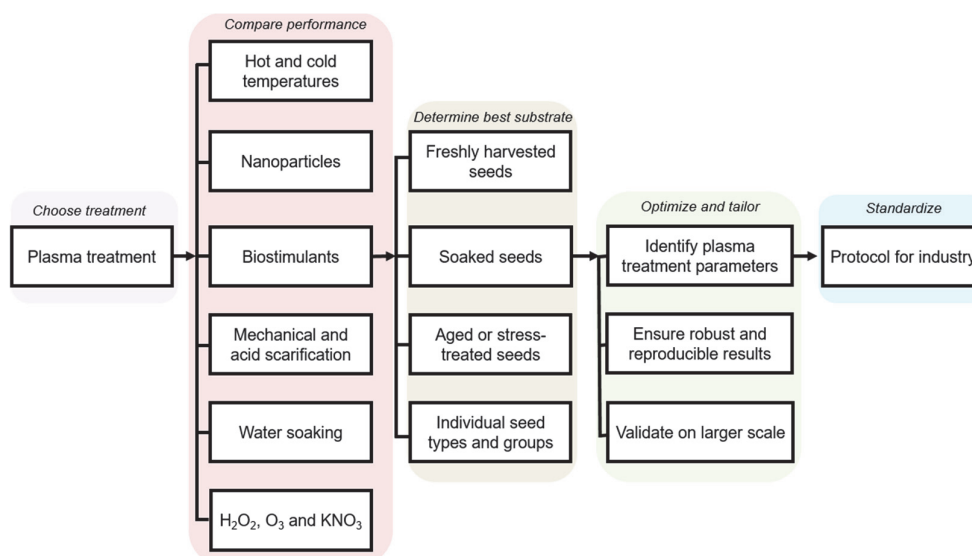 Choose treatment
Plasma treatment
Compare performance
Hot and cold
temperatures
Nanoparticles
Biostimulants
Mechanical and
acid scarification
Water soaking
H₂O₂, O₃ and KNO₃
Determine best substrate
Freshly harvested
seeds
Soaked seeds
Aged or stress-
treated seeds
Individual seed
types and groups
Optimize and tailor
Identify plasma
treatment parameters
Ensure robust and
reproducible results
Validate on larger scale
Standardize
Protocol for industry